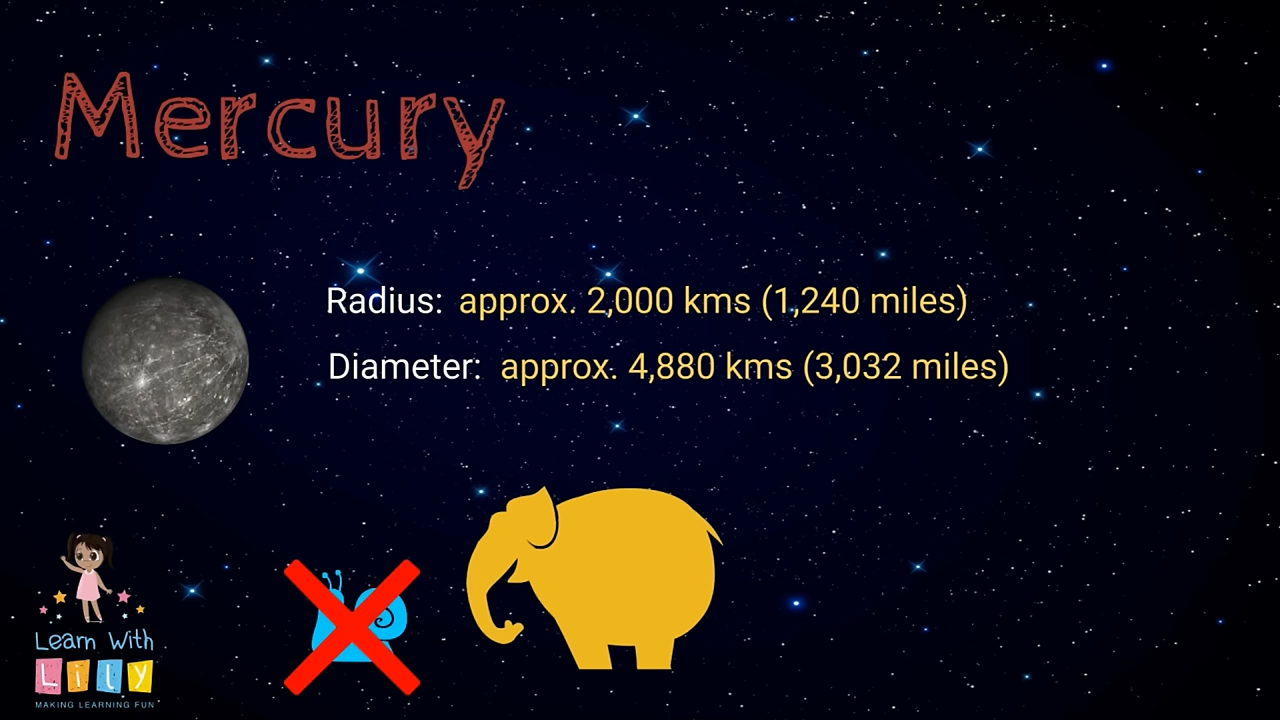 Mercury
Radius: approx. 2,000 kms (1,240 miles)
Diameter: approx. 4,880 kms (3,032 miles)
Learn With
Lily
MAKING LEARNING FUN